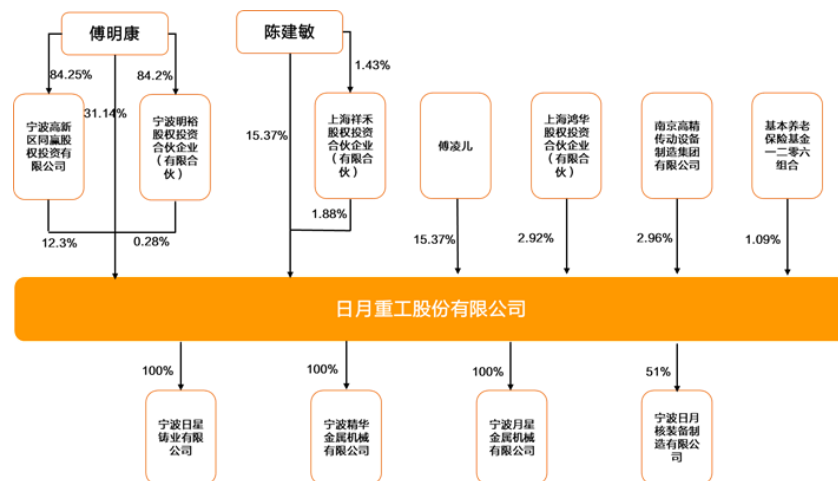 傅明康
陈建敏
84.25%
84.2%
1.43%
31.14%
15.37%
宁波高新
区同赢股
权投资有
限公司
宁波明裕
股权投资
合伙企业
（有限合
伙）
上海祥禾
股权投资
合伙企业
（有限合
伙）
傅凌儿
上海鸿华
股权投资
合伙企业
（有限合
伙）
南京高精
传动设备
制造集团
有限公司
基本养老
保险基金
一二零六
组合
12.3%
0.28%
1.88%
15.37%
2.92%
2.96%
1.09%
日月重工股份有限公司
100%
100%
100%
51%
宁波日星
铸业有限
公司
宁波精华
金属机械
有限公司
宁波月星
金属机械
有限公司
宁波日月
核装备制
造有限公
司